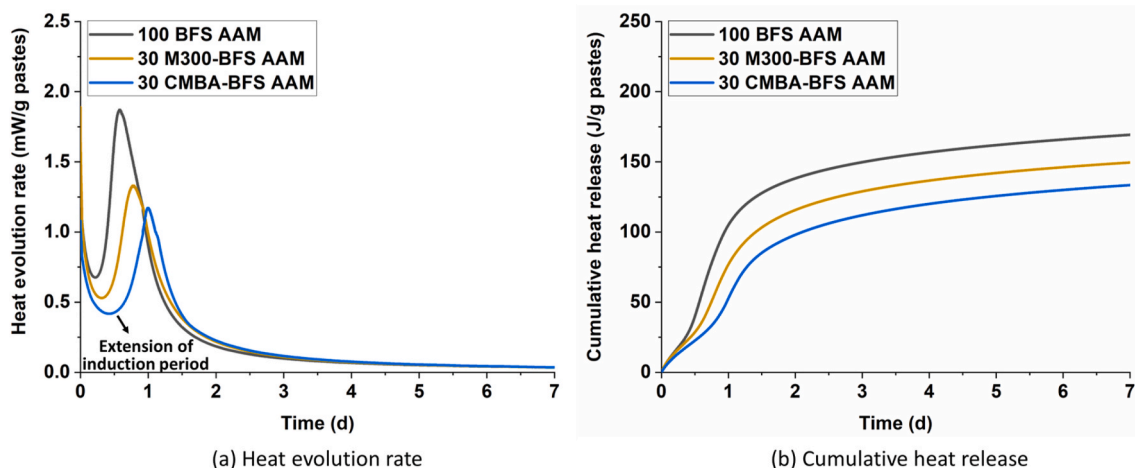 Heat evolution rate (mW/g pastes)
2.5
2.0
1.5
1.0
0.5
0.0
100 BFS AAM
30 M300-BFS AAM
30 CMBA-BFS AAM
Extension of
induction period
0 1 2 3 4 5 6 7
Time (d)
(a) Heat evolution rate
Cumulative heat release (J/g pastes)
250
200
150
100
50
0
100 BFS AAM
30 M300-BFS AAM
30 CMBA-BFS AAM
0 1 2 3 4 5 6 7
Time (d)
(b) Cumulative heat release